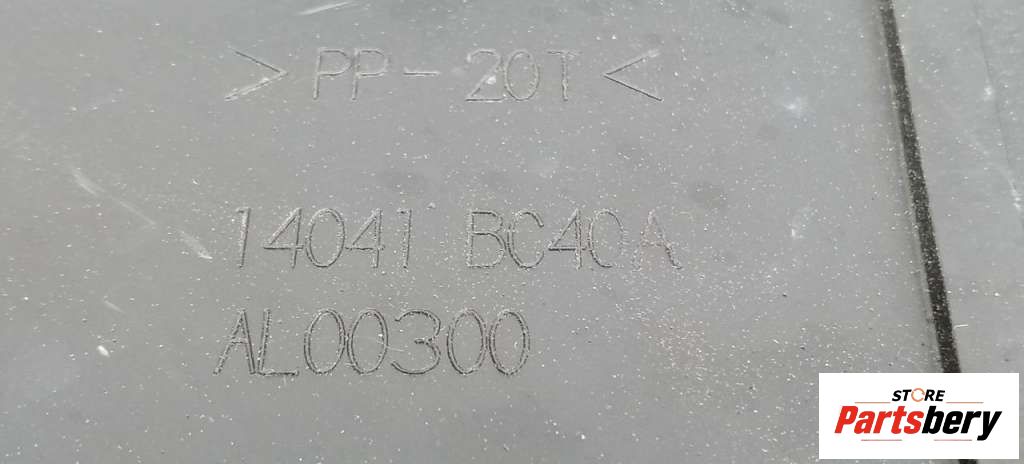 > PP-20T <
14041 BC40A
AL00300
STORE
Partsbery